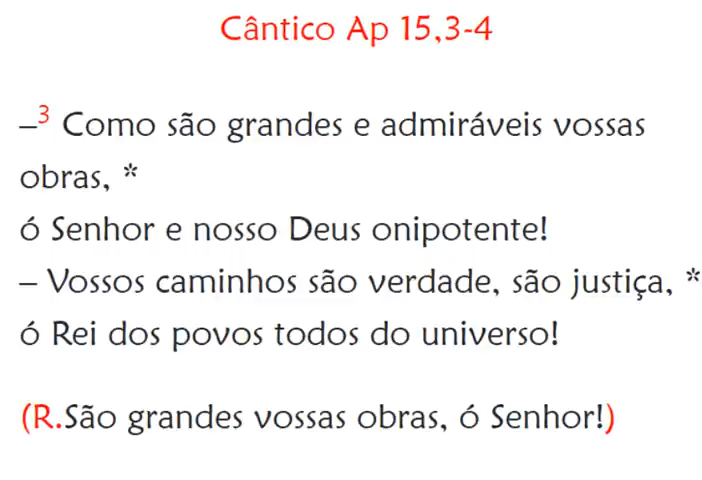 Cântico Ap 15,3-4
–³ Como são grandes e admiráveis vossas
obras, *
ó Senhor e nosso Deus onipotente!
– Vossos caminhos são verdade, são justiça, *
ó Rei dos povos todos do universo!
(R.São grandes vossas obras, ó Senhor!)